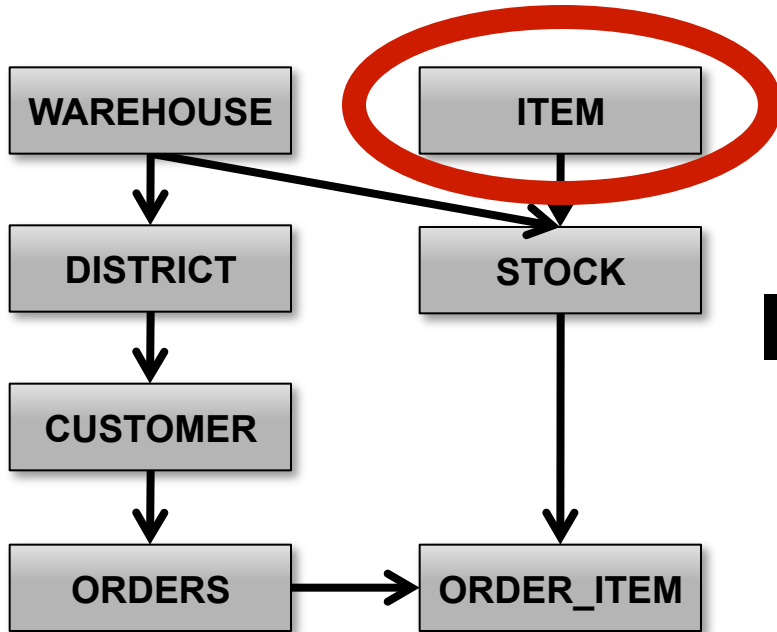 WAREHOUSE
ITEM
DISTRICT
STOCK
CUSTOMER
ORDERS
ORDER_ITEM